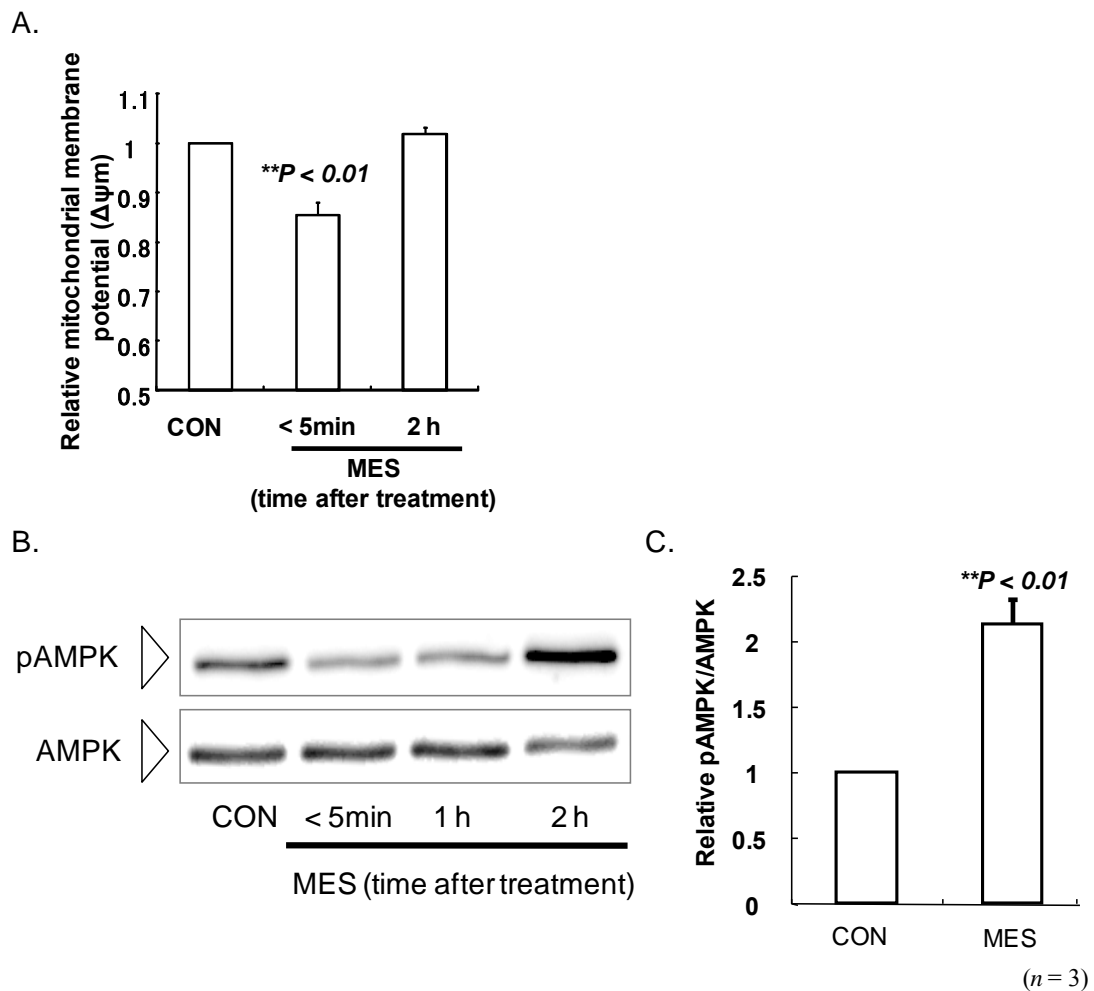 A.
Relative mitochondrial membrane
potential (Δψm)
1.1
1
0.9
0.8
0.7
0.6
0.5
**P < 0.01
CON
< 5min
2 h
MES
(time after treatment)
B.
pAMPK
AMPK
CON
< 5min
1 h
2 h
MES (time after treatment)
C.
Relative pAMPK/AMPK
2.5
2
1.5
1
0.5
0
**P < 0.01
CON
MES
(n = 3)